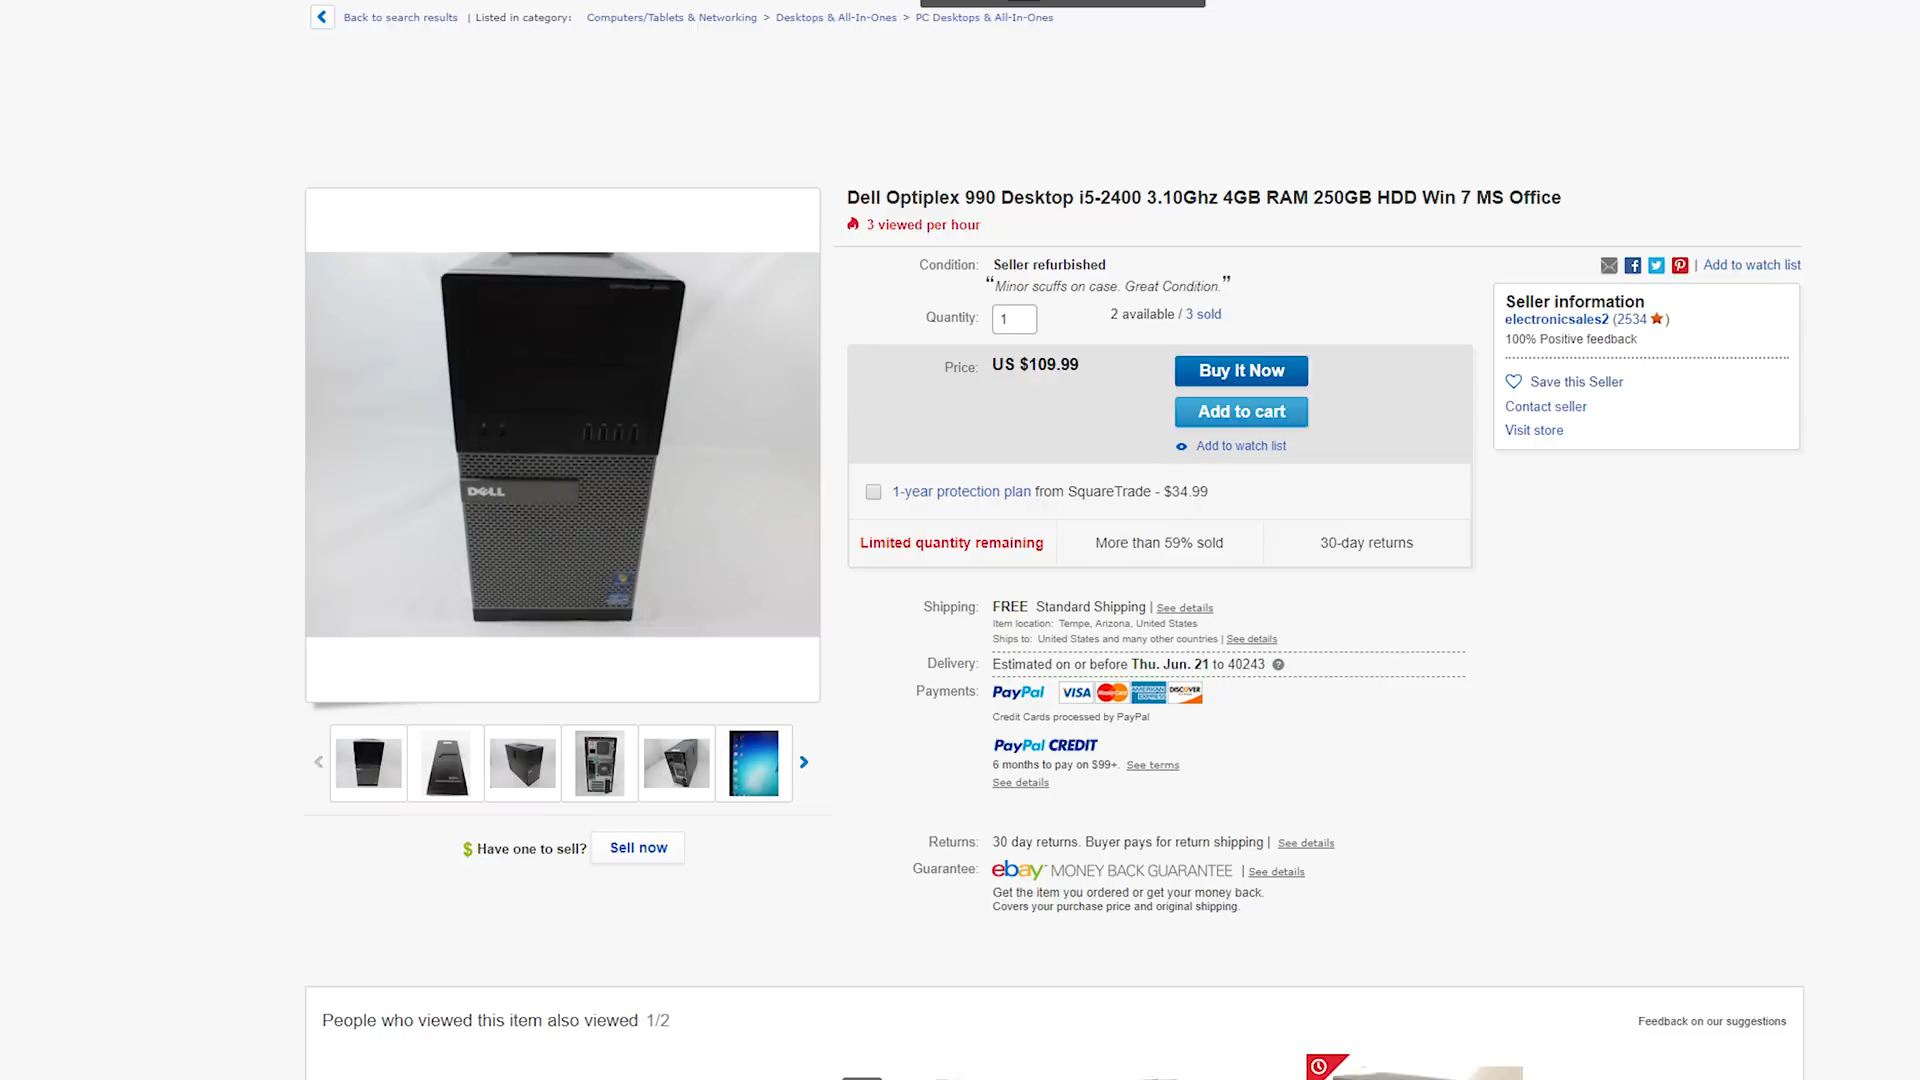 Back to search results | Listed in category: Computers/Tablets & Networking > Desktops & All-In-Ones > PC Desktops & All-In-Ones
Dell Optiplex 990 Desktop i5-2400 3.10Ghz 4GB RAM 250GB HDD Win 7 MS Office
3 viewed per hour
Condition: Seller refurbished
“Minor scuffs on case. Great Condition.”
Quantity: 1 2 available / 3 sold
Price: US $109.99
Buy It Now
Add to cart
Add to watch list
1-year protection plan from SquareTrade - $34.99
Limited quantity remaining More than 59% sold 30-day returns
Shipping: FREE Standard Shipping | See details
Item location: Tempe, Arizona, United States
Ships to: United States and many other countries | See details
Delivery: Estimated on or before Thu. Jun. 21 to 40243 ?
Payments: PayPal VISA MasterCard AMERICAN EXPRESS DISCOVER
Credit Cards processed by PayPal
PayPal CREDIT
6 months to pay on $99+. See terms
See details
Returns: 30 day returns. Buyer pays for return shipping | See details
Guarantee: ebay MONEY BACK GUARANTEE | See details
Get the item you ordered or get your money back.
Covers your purchase price and original shipping.
| Add to watch list
Seller information
electronicsales2 (2534 )
100% Positive feedback
Save this Seller
Contact seller
Visit store
DELL
$ Have one to sell? Sell now
People who viewed this item also viewed 1/2
Feedback on our suggestions